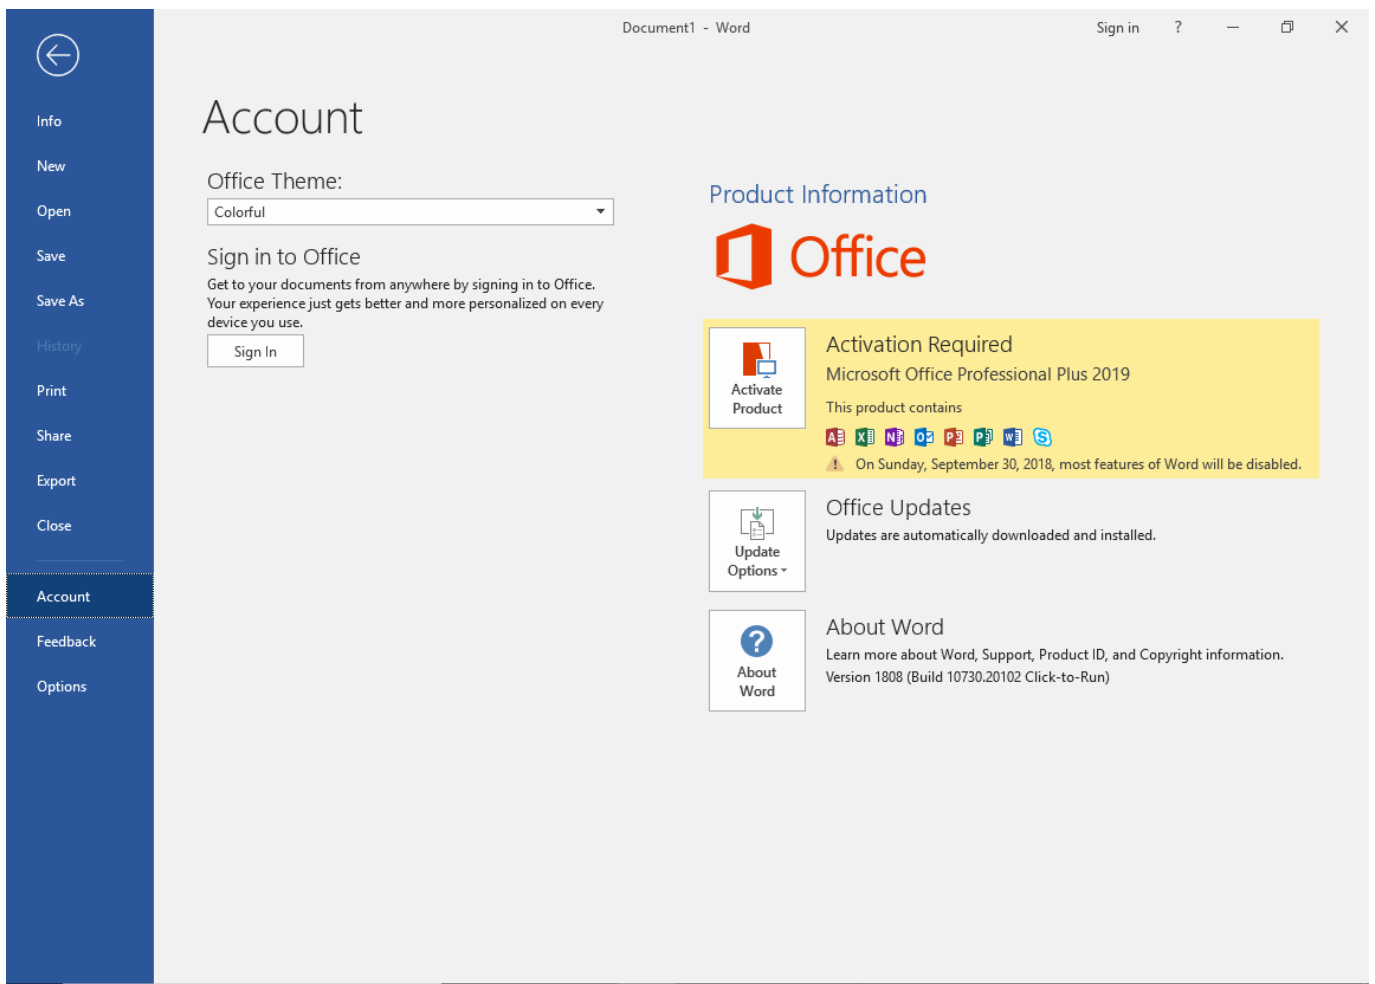 Document1 - Word
Sign in ?
Info
New
Open
Save
Save As
History
Print
Share
Export
Close
Account
Feedback
Options
Account
Office Theme:
Colorful
Sign in to Office
Get to your documents from anywhere by signing in to Office.
Your experience just gets better and more personalized on every
device you use.
Sign In
Product Information
Office
Activate
Product
Activation Required
Microsoft Office Professional Plus 2019
This product contains
A X N O P P W S
On Sunday, September 30, 2018, most features of Word will be disabled.
Update
Options
Office Updates
Updates are automatically downloaded and installed.
?
About
Word
About Word
Learn more about Word, Support, Product ID, and Copyright information.
Version 1808 (Build 10730.20102 Click-to-Run)